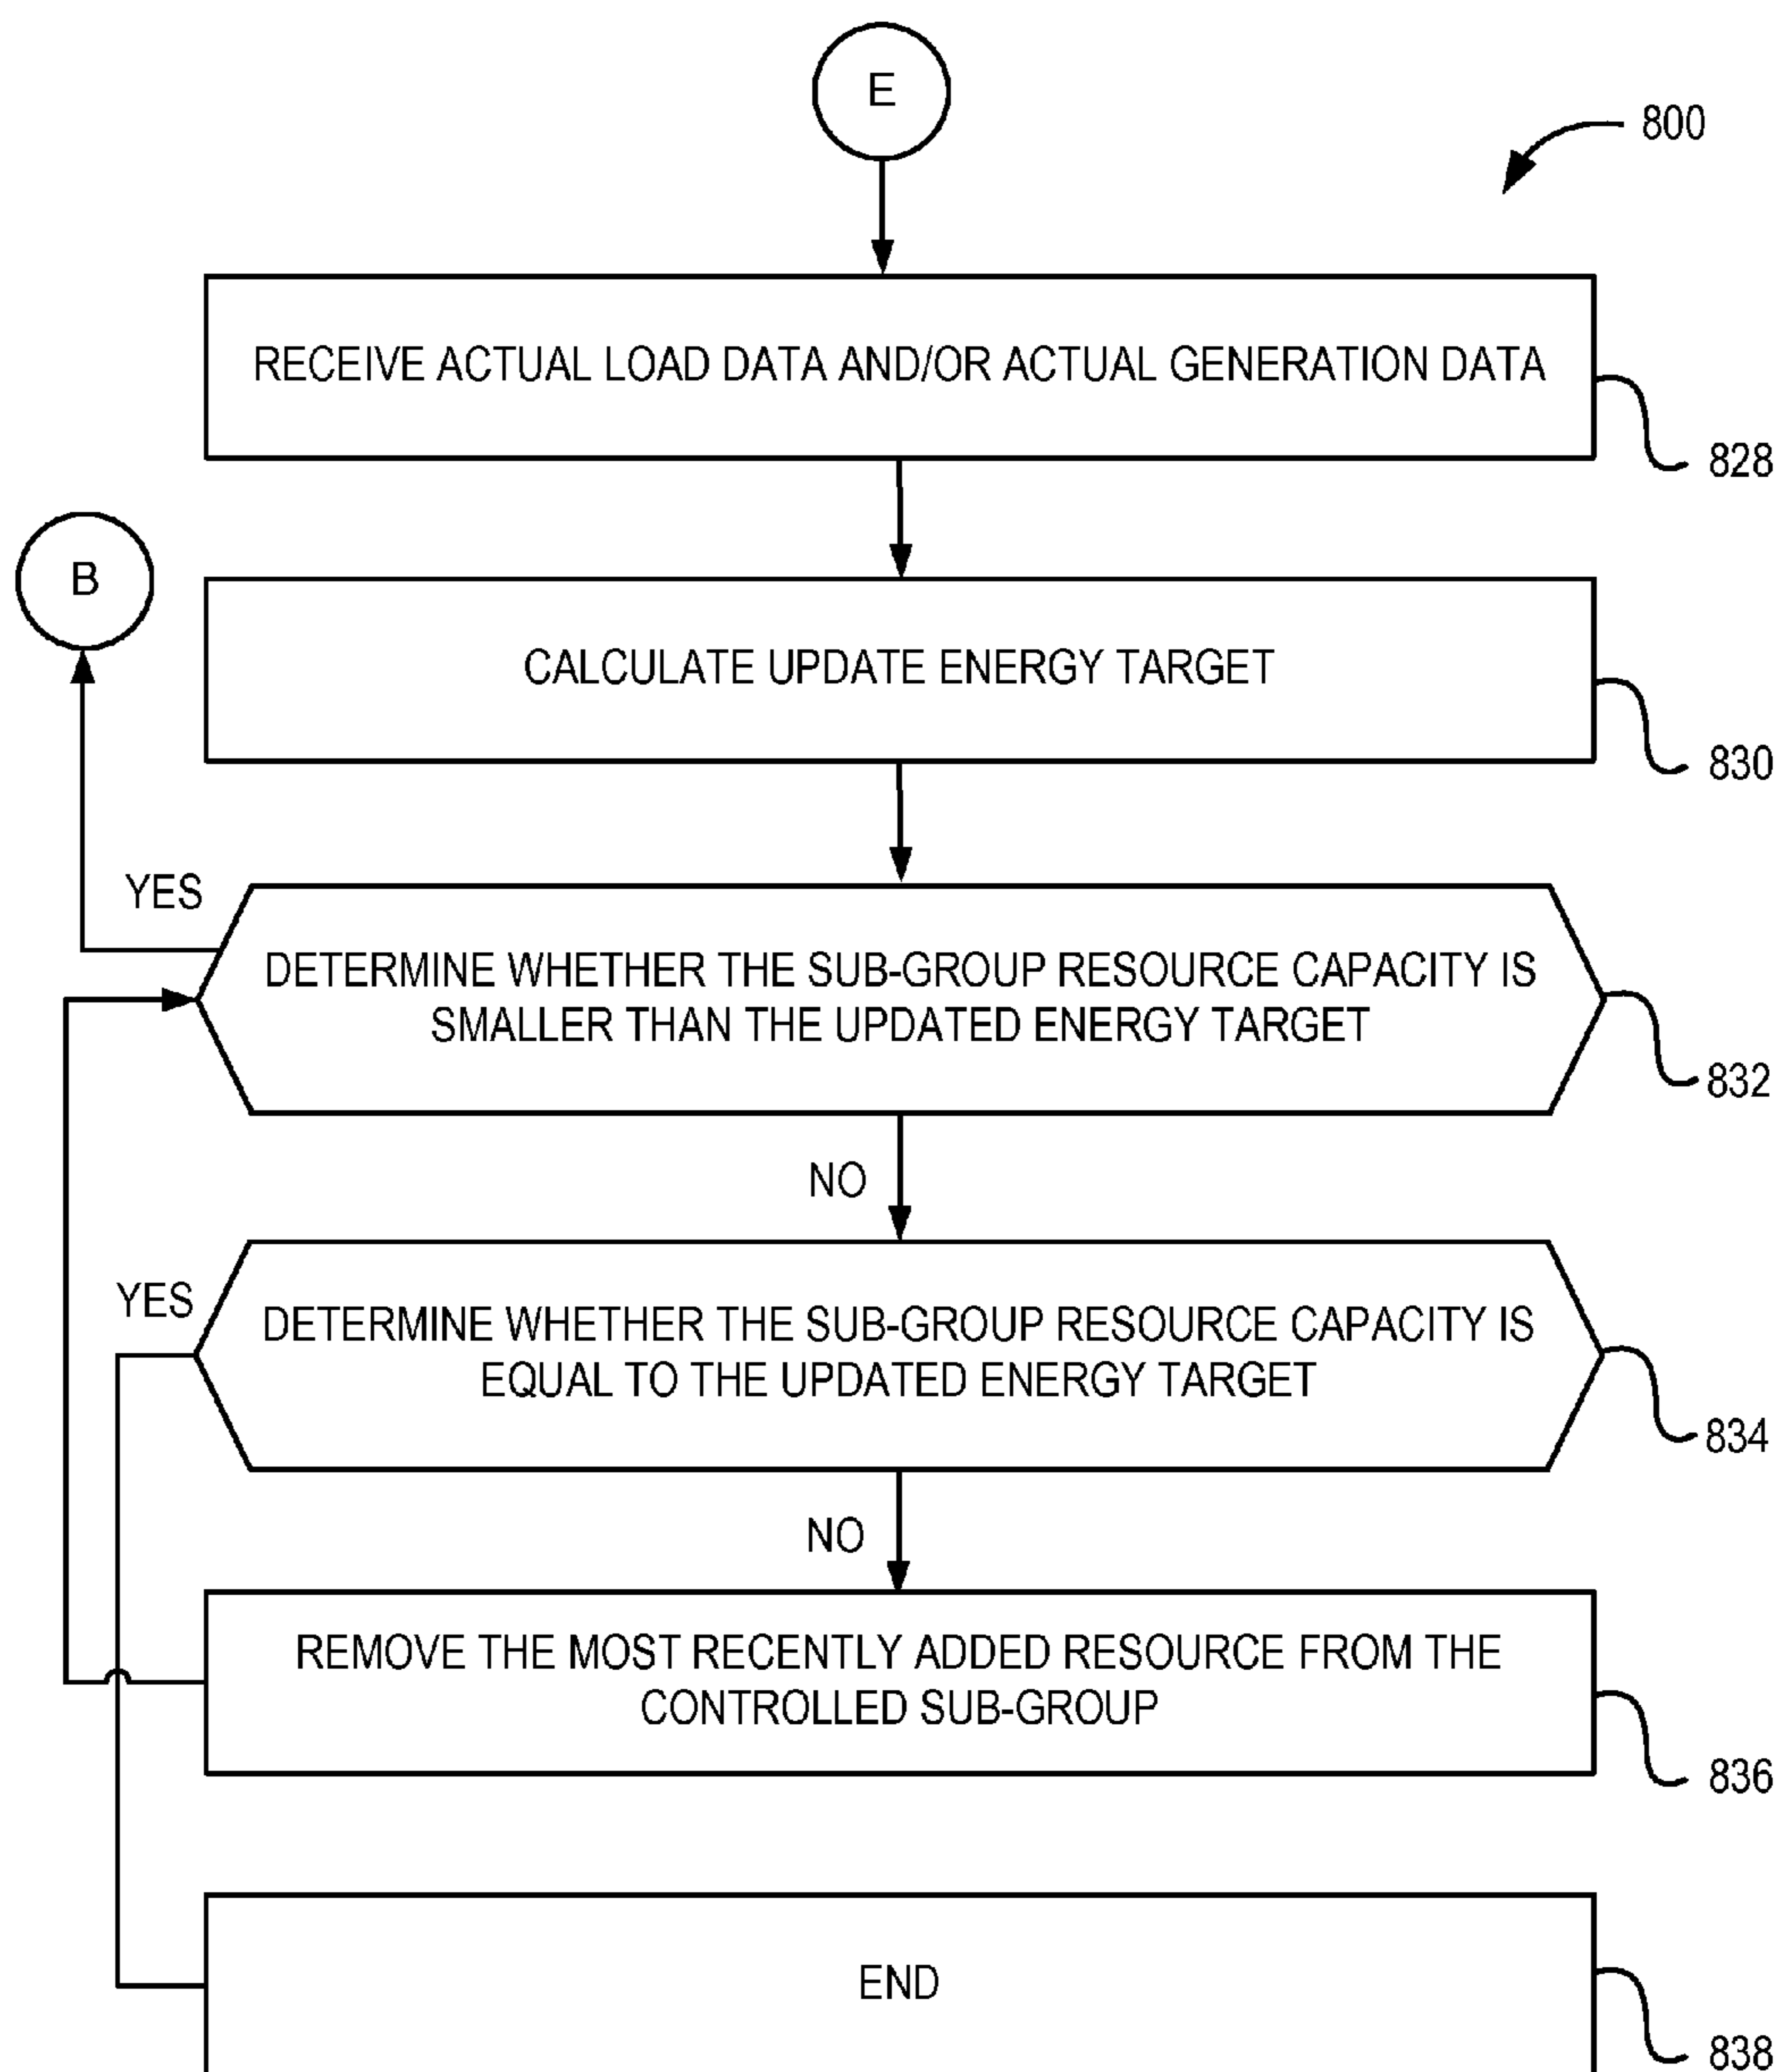 E
800
RECEIVE ACTUAL LOAD DATA AND/OR ACTUAL GENERATION DATA
828
B
CALCULATE UPDATE ENERGY TARGET
830
YES
DETERMINE WHETHER THE SUB-GROUP RESOURCE CAPACITY IS
SMALLER THAN THE UPDATED ENERGY TARGET
832
NO
YES
DETERMINE WHETHER THE SUB-GROUP RESOURCE CAPACITY IS
EQUAL TO THE UPDATED ENERGY TARGET
834
NO
REMOVE THE MOST RECENTLY ADDED RESOURCE FROM THE
CONTROLLED SUB-GROUP
836
END
838